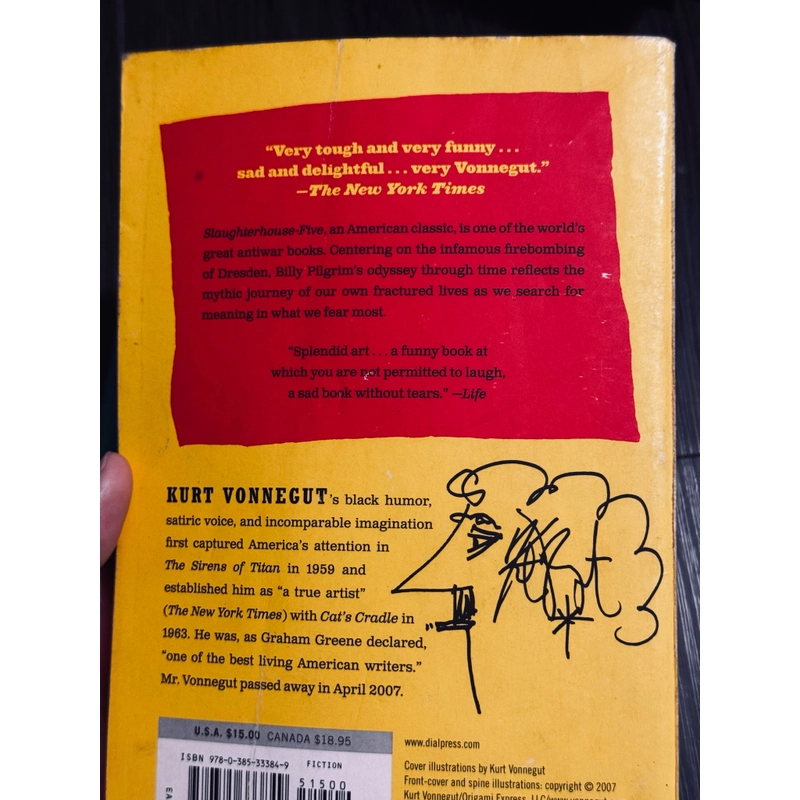 “Very tough and very funny . . .
sad and delightful . . . very Vonnegut.”
—The New York Times
Slaughterhouse-Five, an American classic, is one of the world’s
great antiwar books. Centering on the infamous firebombing
of Dresden, Billy Pilgrim’s odyssey through time reflects the
mythic journey of our own fractured lives as we search for
meaning in what we fear most.
“Splendid art . . . a funny book at
which you are not permitted to laugh,
a sad book without tears.” —Life
KURT VONNEGUT’s black humor,
satiric voice, and incomparable imagination
first captured America’s attention in
The Sirens of Titan in 1959 and
established him as “a true artist”
(The New York Times) with Cat’s Cradle in
1963. He was, as Graham Greene declared,
“one of the best living American writers.”
Mr. Vonnegut passed away in April 2007.
U.S.A. $15.00 CANADA $18.95
ISBN 978-0-385-33384-9 FICTION
51500
EA
www.dialpress.com
Cover illustrations by Kurt Vonnegut
Front-cover and spine illustrations: copyright © 2007
Kurt Vonnegut/Origami Express, LLC/www.vonnegut